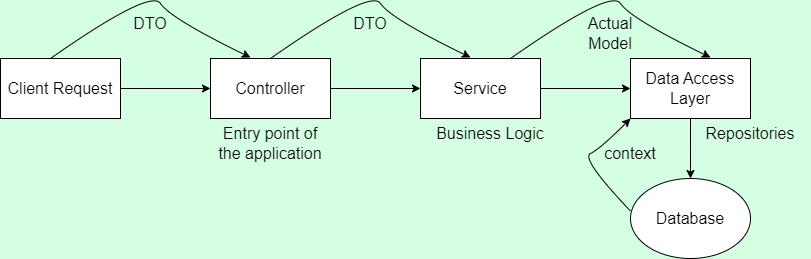 DTO
DTO
Actual
Model
Client Request
Controller
Service
Data Access
Layer
Entry point of
the application
Business Logic
Repositories
context
Database